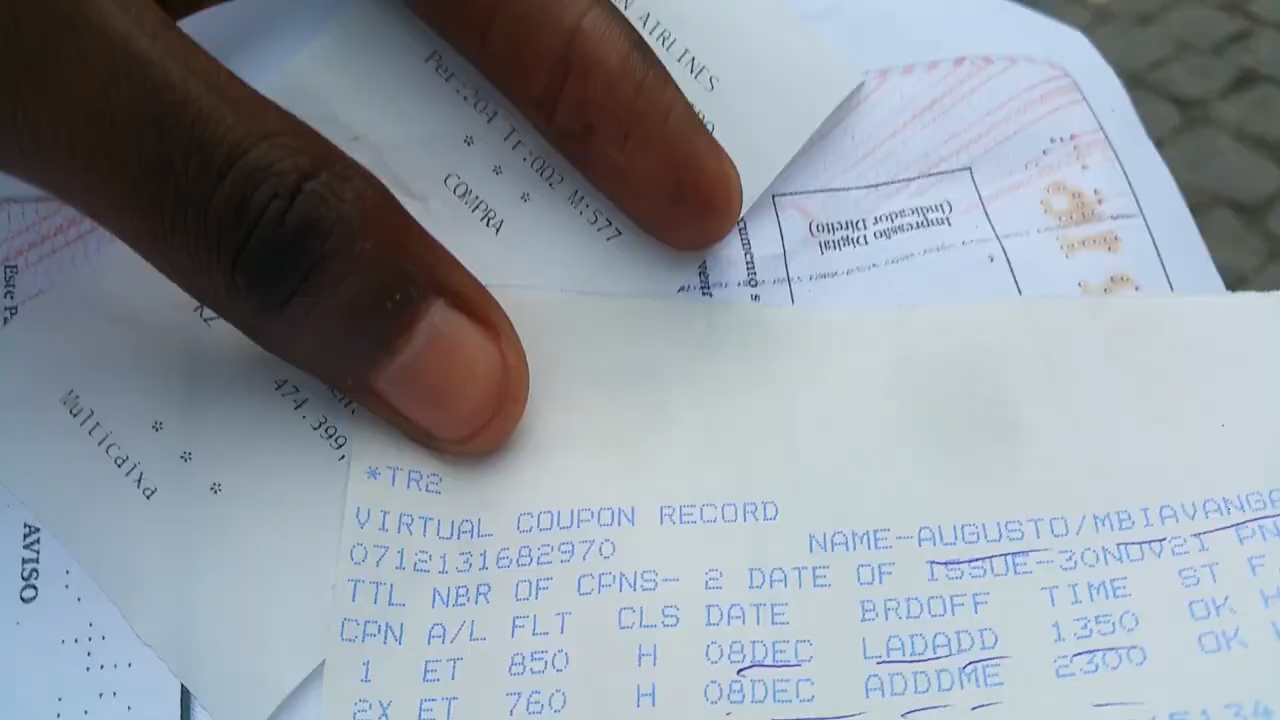 N AIRLINES
Per:204 Tr:002 M:577
* * *
COMPRA
Impressão Digital
(Indicador Direito)
KZ
474.399,
* * *
Multicaixa
AVISO
*TR2
VIRTUAL COUPON RECORD
0712131682970
NAME-AUGUSTO/MBIAVANGA
TTL NBR OF CPNS- 2 DATE OF ISSUE-30NOV21 PN
CPN A/L FLT CLS DATE BRDOFF TIME ST F
1 ET 850 H 08DEC LADADD 1350 OK
2X ET 760 H 08DEC ADDDME 2300 OK